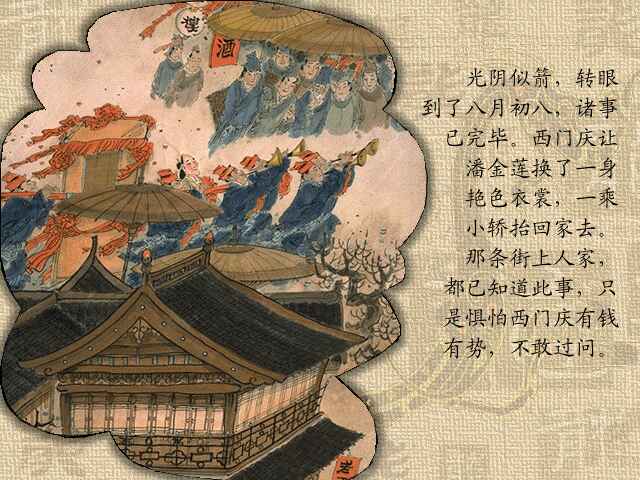 酒
光阴似箭，转眼
到了八月初八，诸事
已完毕。西门庆让
潘金莲换了一身
艳色衣裳，一乘
小轿抬回家去。
那条街上人家，
都已知道此事，只
是惧怕西门庆有钱
有势，不敢过问。